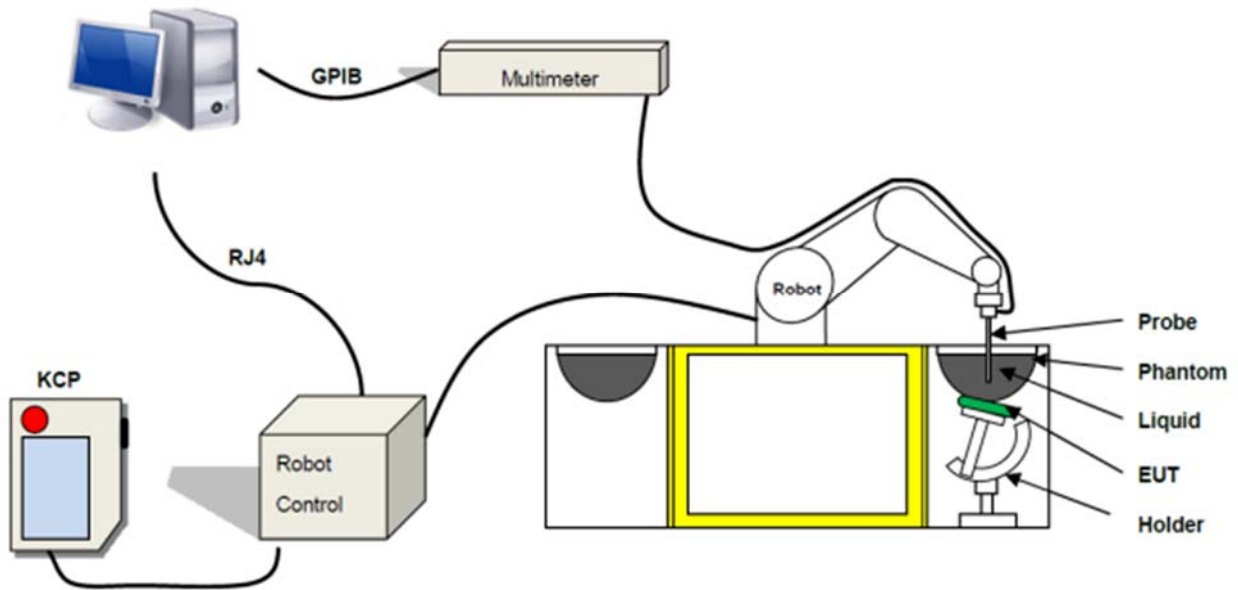 GPIB
Multimeter
RJ4
Robot
Probe
Phantom
KCP
Liquid
Robot
Control
EUT
Holder